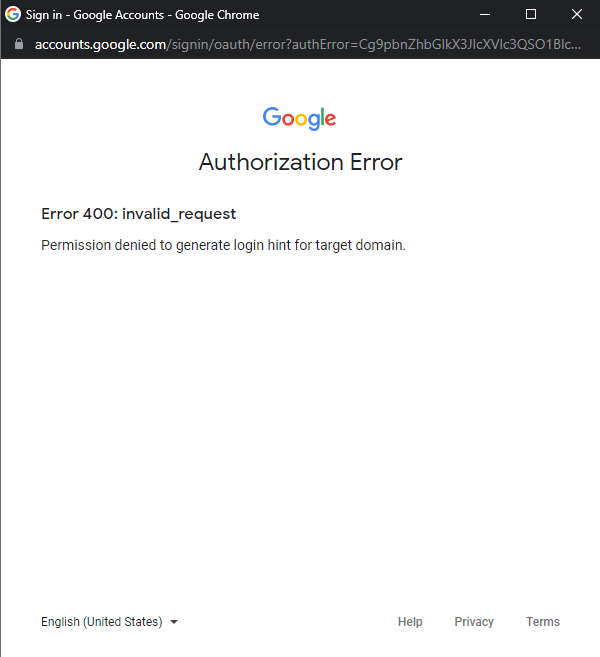 Sign in - Google Accounts - Google Chrome
accounts.google.com/signin/oauth/error?authError=Cg9pbnZhbGlkX3JlcXVlc3QSO1Blc...
Google
Authorization Error
Error 400: invalid_request
Permission denied to generate login hint for target domain.
English (United States) Help Privacy Terms